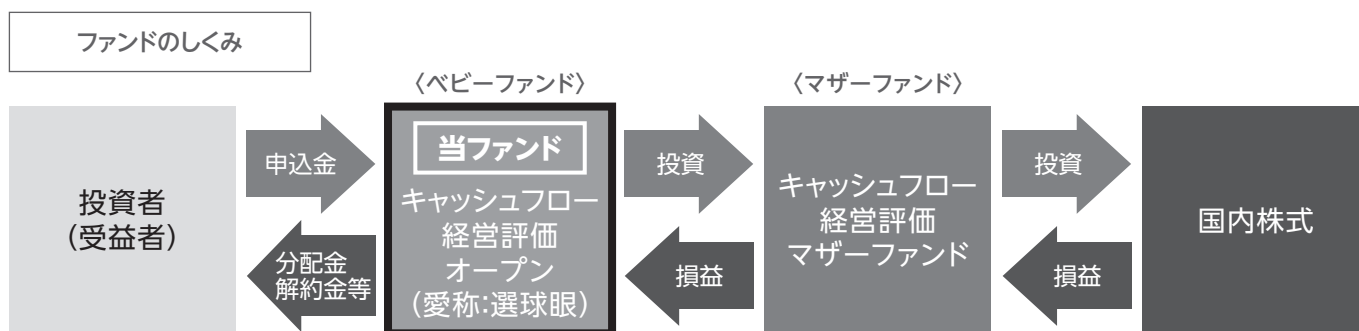 ファンドのしくみ
〈ベビーファンド〉
〈マザーファンド〉
投資者
(受益者)
申込金
分配金
解約金等
当ファンド
キャッシュフロー
経営評価
オープン
(愛称:選球眼)
投資
損益
キャッシュフロー
経営評価
マザーファンド
投資
損益
国内株式